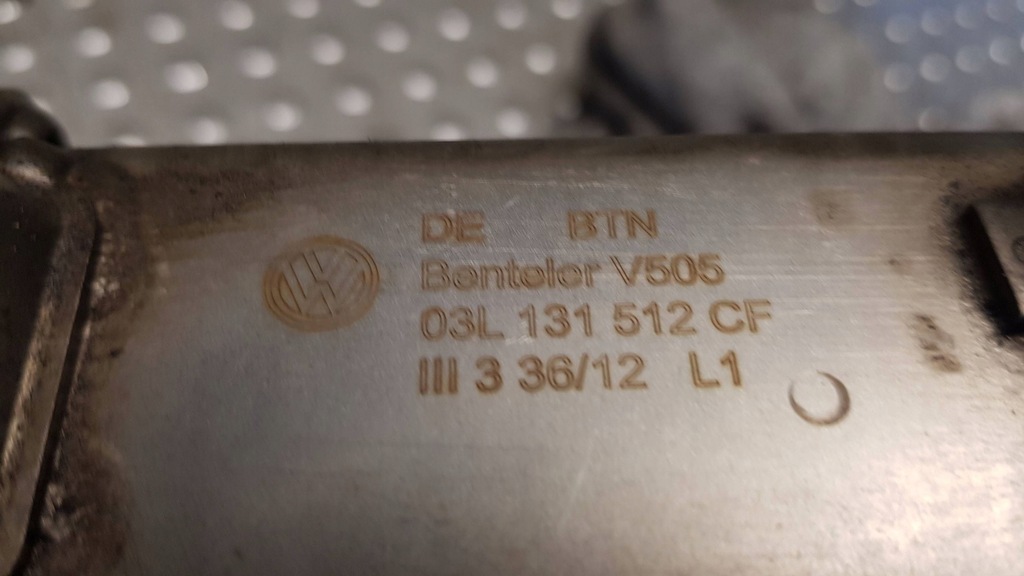 DE BTN
Benteler V505
03L 131 512 CF
III 3 36/12 L1